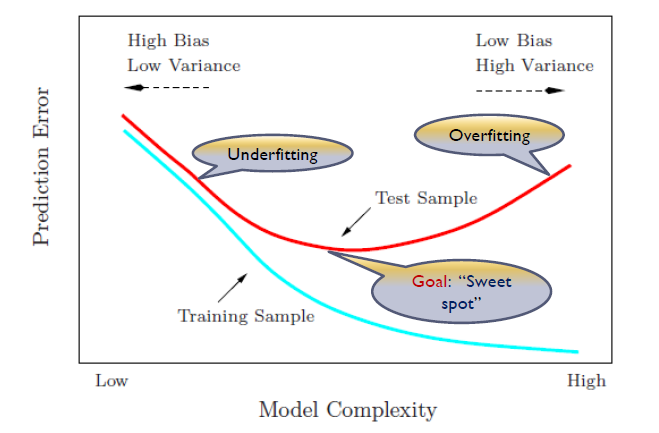 High Bias
Low Variance
Low Bias
High Variance
Underfitting
Overfitting
Test Sample
Goal: “Sweet
spot”
Training Sample
Prediction Error
Low
High
Model Complexity